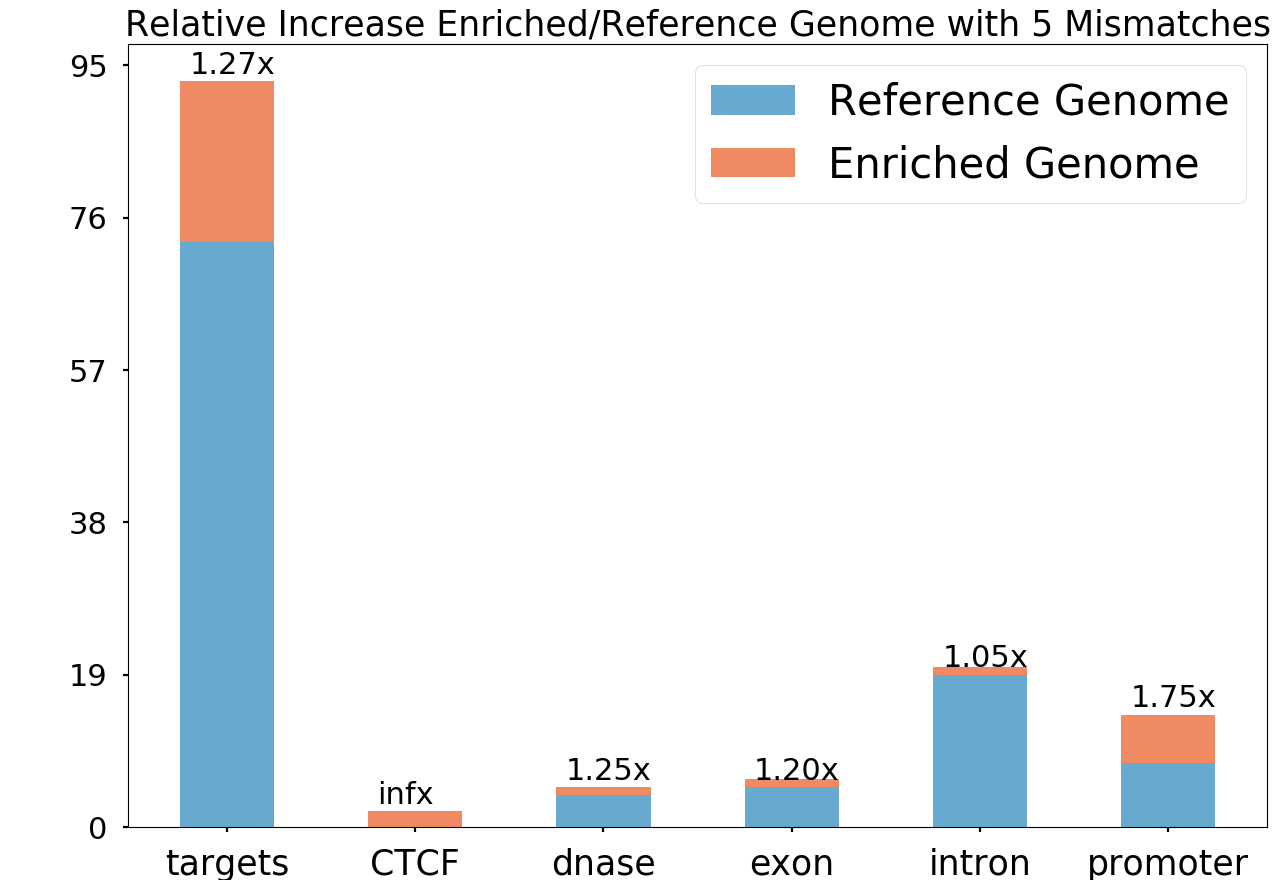 Relative Increase Enriched/Reference Genome with 5 Mismatches
95
76
57
38
19
0
1.27x
infx
1.25x
1.20x
1.05x
1.75x
Reference Genome
Enriched Genome
targets
CTCF
dnase
exon
intron
promoter